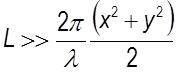 L >> 2π/λ (x² + y²)/2